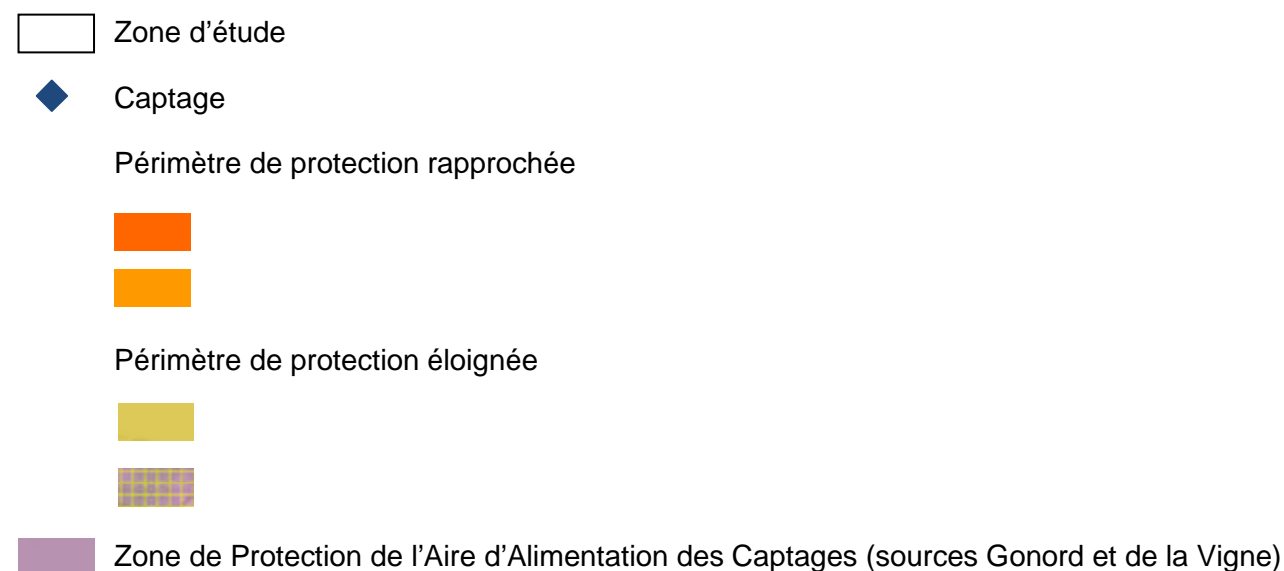 Zone d’étude
Captage
Périmètre de protection rapprochée
Périmètre de protection éloignée
Zone de Protection de l’Aire d’Alimentation des Captages (sources Gonord et de la Vigne)